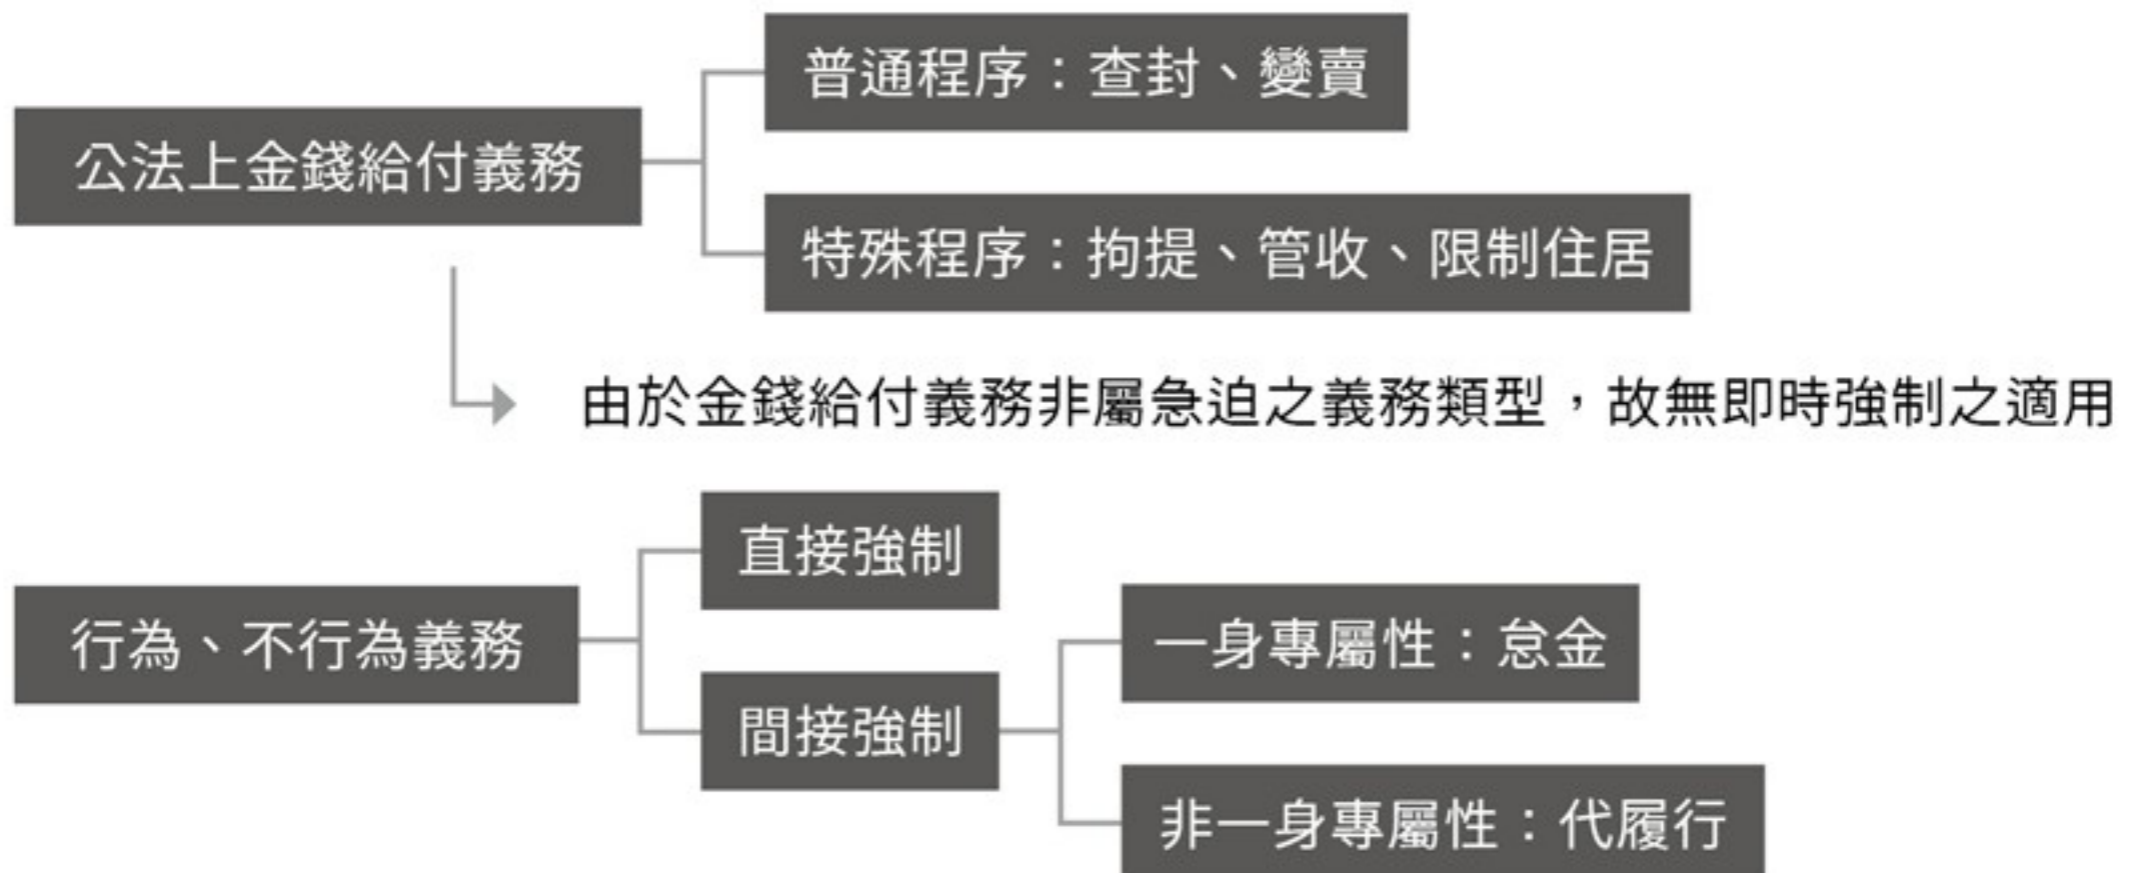 普通程序：查封、變賣
公法上金錢給付義務
特殊程序：拘提、管收、限制住居
由於金錢給付義務非屬急迫之義務類型，故無即時強制之適用
直接強制
行為、不行為義務
一身專屬性：怠金
間接強制
非一身專屬性：代履行